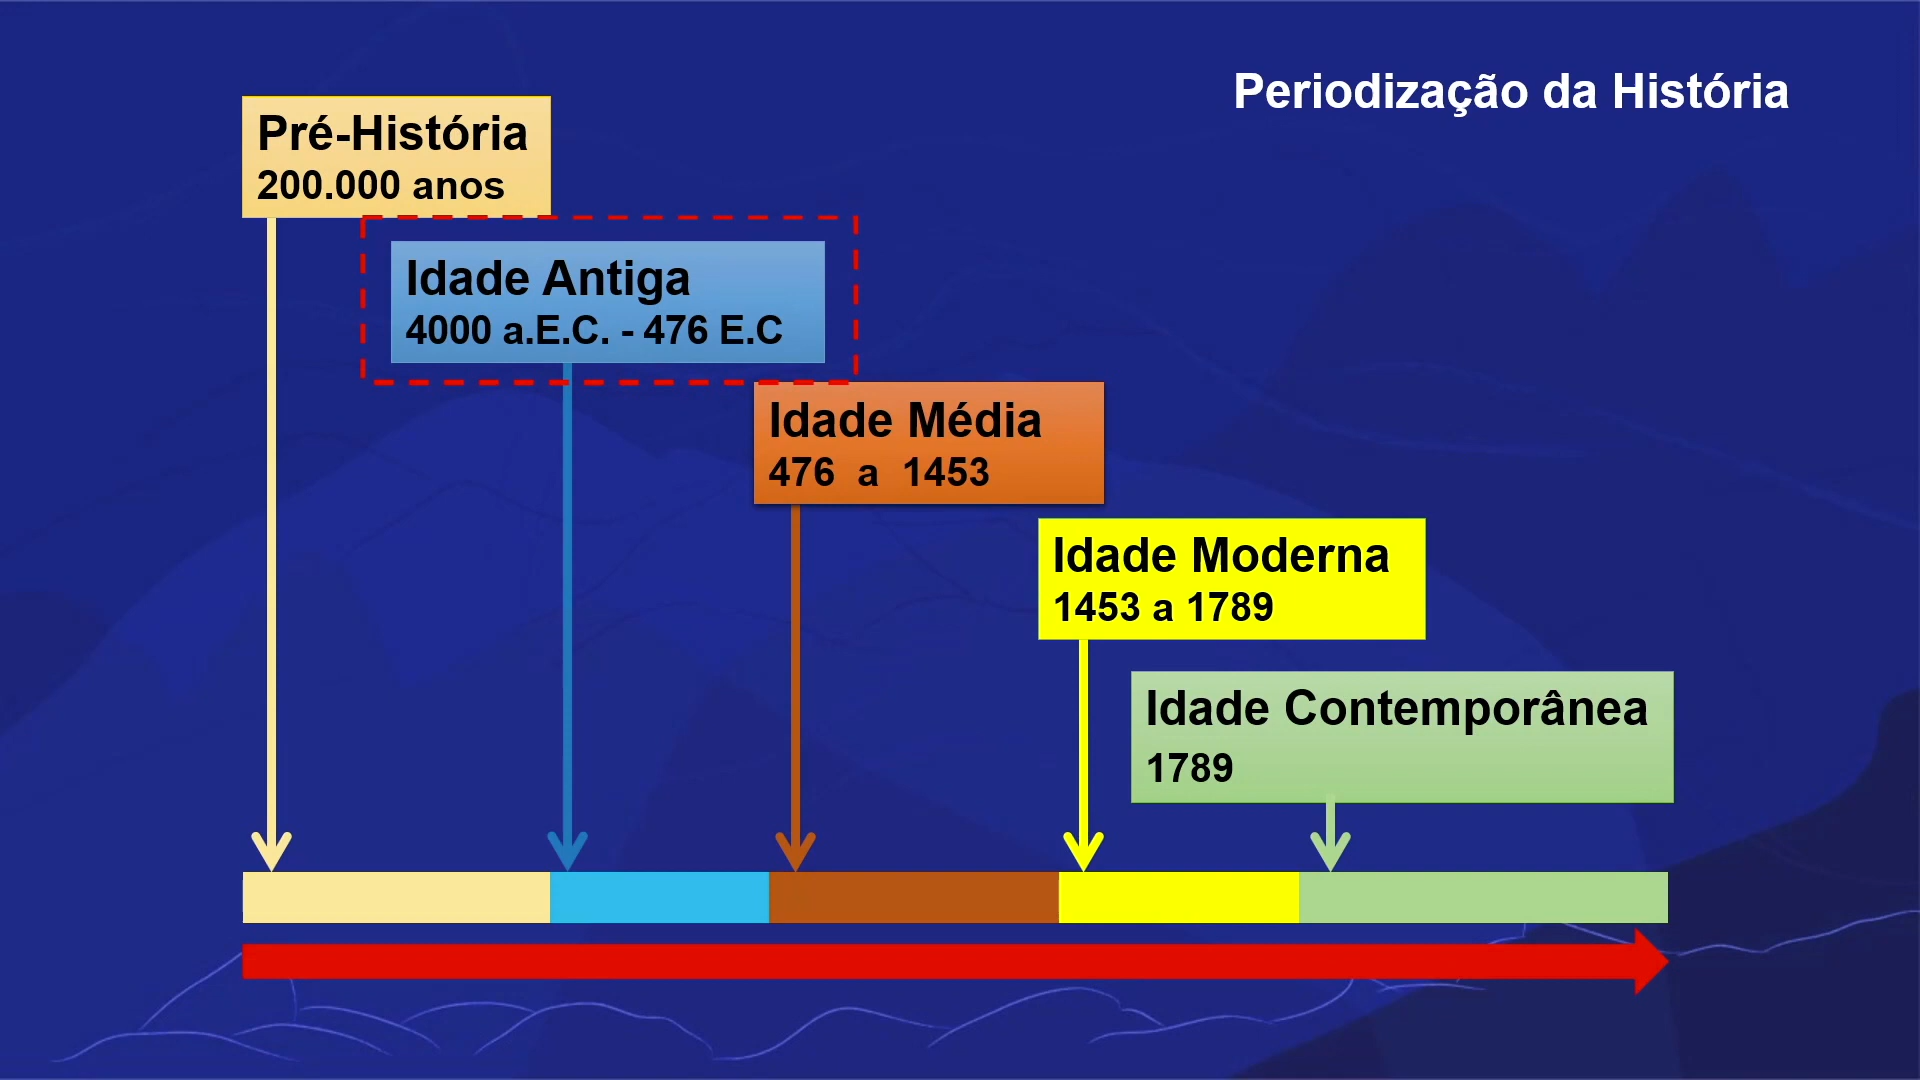 Periodização da História
Pré-História
200.000 anos
Idade Antiga
4000 a.E.C. - 476 E.C
Idade Média
476 a 1453
Idade Moderna
1453 a 1789
Idade Contemporânea
1789